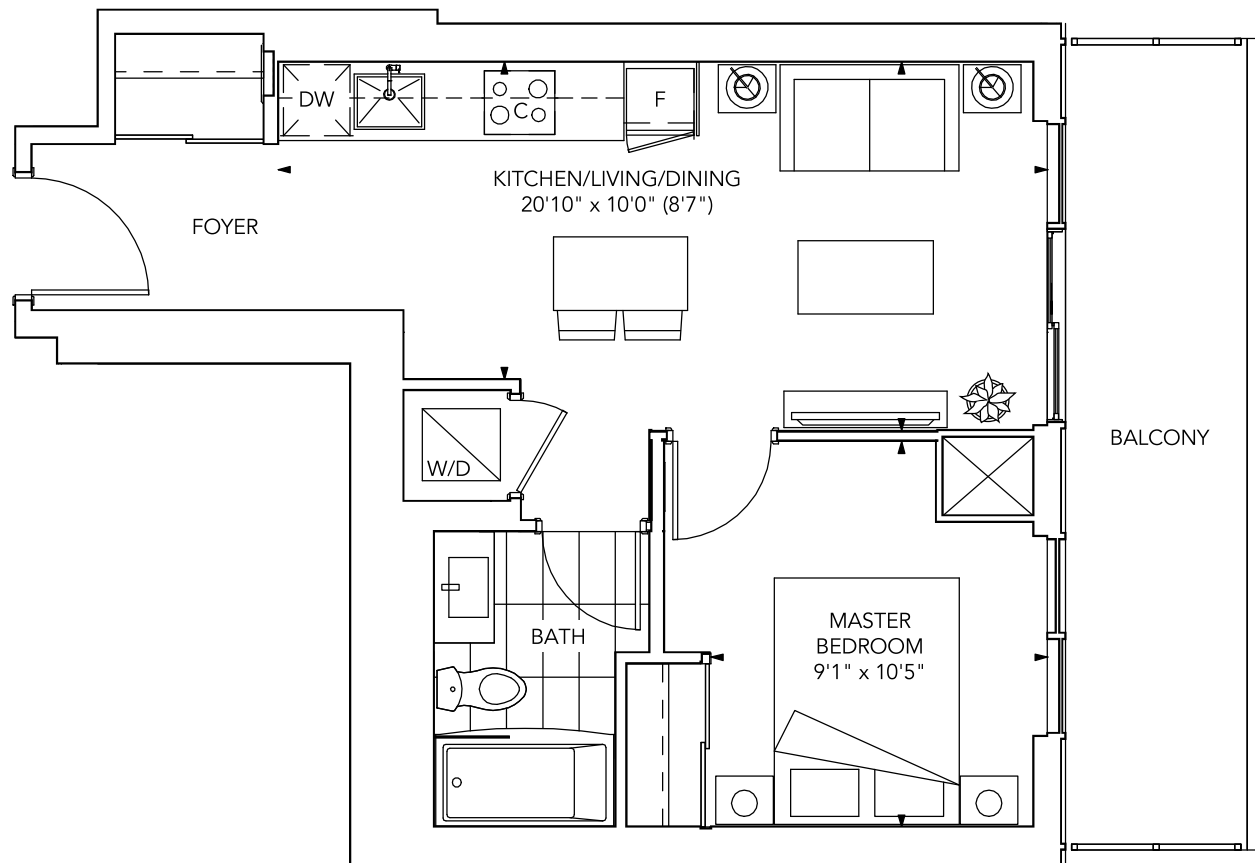 DW
C
F
KITCHEN/LIVING/DINING
20'10" x 10'0" (8'7")
FOYER
BALCONY
W/D
BATH
MASTER
BEDROOM
9'1" x 10'5"